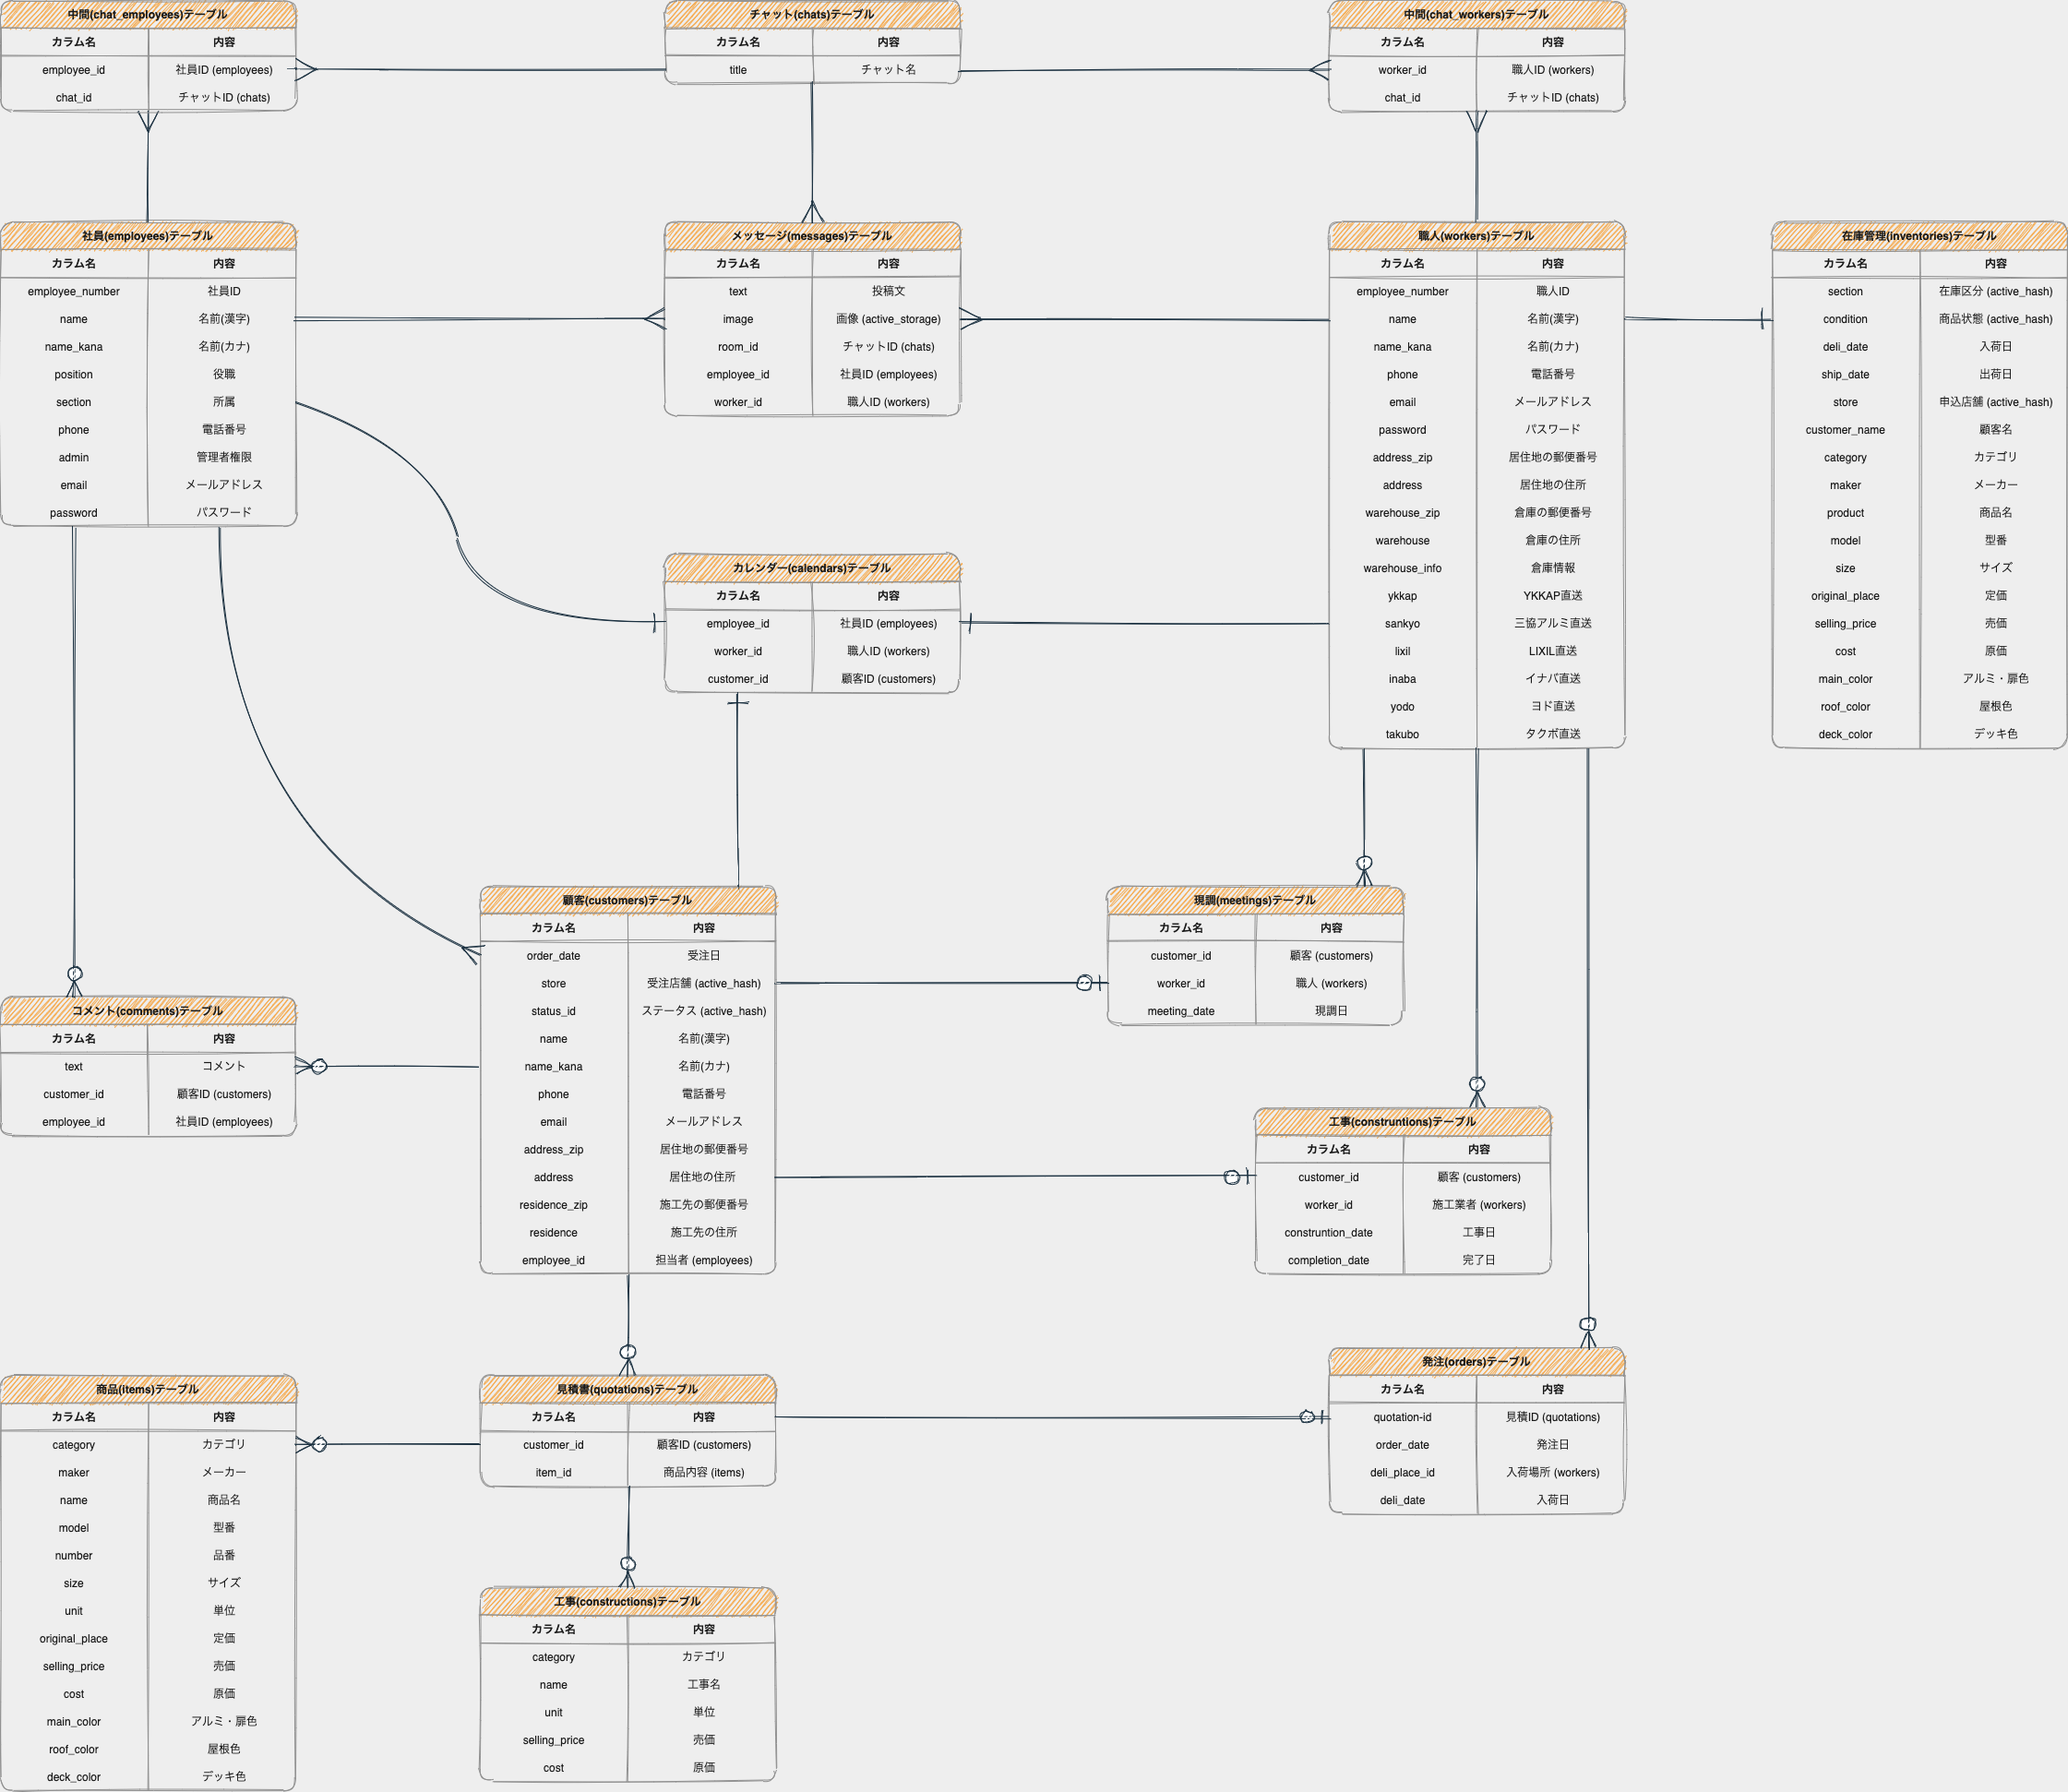 中間(chat_employees)テーブル
カラム名 内容
employee_id 社員ID (employees)
chat_id チャットID (chats)
チャット(chats)テーブル
カラム名 内容
title チャット名
中間(chat_workers)テーブル
カラム名 内容
worker_id 職人ID (workers)
chat_id チャットID (chats)
社員(employees)テーブル
カラム名 内容
employee_number 社員ID
name 名前(漢字)
name_kana 名前(カナ)
position 役職
section 所属
phone 電話番号
admin 管理者権限
email メールアドレス
password パスワード
メッセージ(messages)テーブル
カラム名 内容
text 投稿文
image 画像 (active_storage)
room_id チャットID (chats)
employee_id 社員ID (employees)
worker_id 職人ID (workers)
職人(workers)テーブル
カラム名 内容
employee_number 職人ID
name 名前(漢字)
name_kana 名前(カナ)
phone 電話番号
email メールアドレス
password パスワード
address_zip 居住地の郵便番号
address 居住地の住所
warehouse_zip 倉庫の郵便番号
warehouse 倉庫の住所
warehouse_info 倉庫情報
ykkap YKKAP直送
sankyo 三協アルミ直送
lixil LIXIL直送
inaba イナバ直送
yodo ヨド直送
takubo タクボ直送
在庫管理(inventories)テーブル
カラム名 内容
section 在庫区分 (active_hash)
condition 商品状態 (active_hash)
deli_date 入荷日
ship_date 出荷日
store 申込店舗 (active_hash)
customer_name 顧客名
category カテゴリ
maker メーカー
product 商品名
model 型番
size サイズ
original_place 定価
selling_price 売価
cost 原価
main_color アルミ・扉色
roof_color 屋根色
deck_color デッキ色
カレンダー(calendars)テーブル
カラム名 内容
employee_id 社員ID (employees)
worker_id 職人ID (workers)
customer_id 顧客ID (customers)
顧客(customers)テーブル
カラム名 内容
order_date 受注日
store 受注店舗 (active_hash)
status_id ステータス (active_hash)
name 名前(漢字)
name_kana 名前(カナ)
phone 電話番号
email メールアドレス
address_zip 居住地の郵便番号
address 居住地の住所
residence_zip 施工先の郵便番号
residence 施工先の住所
employee_id 担当者 (employees)
現調(meetings)テーブル
カラム名 内容
customer_id 顧客 (customers)
worker_id 職人 (workers)
meeting_date 現調日
コメント(comments)テーブル
カラム名 内容
text コメント
customer_id 顧客ID (customers)
employee_id 社員ID (employees)
工事(construntions)テーブル
カラム名 内容
customer_id 顧客 (customers)
worker_id 施工業者 (workers)
construntion_date 工事日
completion_date 完了日
発注(orders)テーブル
カラム名 内容
quotation-id 見積ID (quotations)
order_date 発注日
deli_place_id 入荷場所 (workers)
deli_date 入荷日
商品(items)テーブル
カラム名 内容
category カテゴリ
maker メーカー
name 商品名
model 型番
number 品番
size サイズ
unit 単位
original_place 定価
selling_price 売価
cost 原価
main_color アルミ・扉色
roof_color 屋根色
deck_color デッキ色
見積書(quotations)テーブル
カラム名 内容
customer_id 顧客ID (customers)
item_id 商品内容 (items)
工事(constructions)テーブル
カラム名 内容
category カテゴリ
name 工事名
unit 単位
selling_price 売価
cost 原価